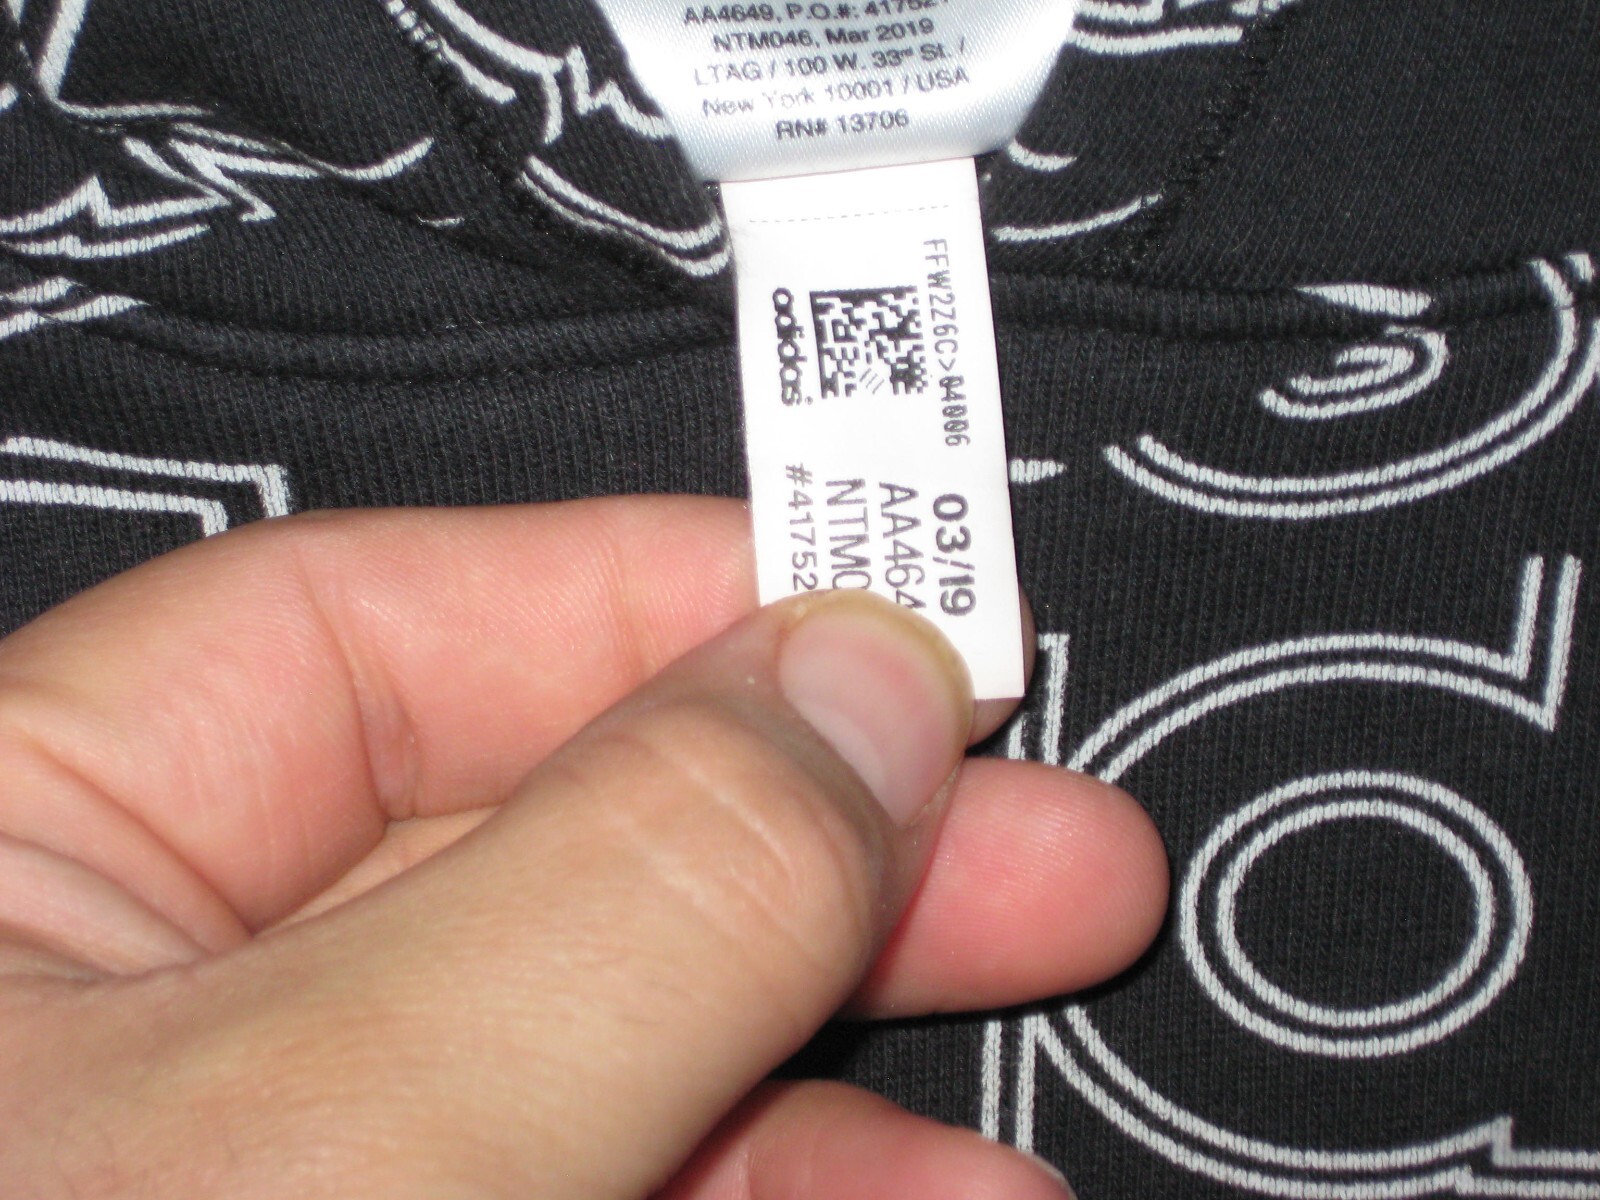 AA4649, P.O.#: 41752
NTM046, Mar 2019
LTAG / 100 W. 33rd St. /
New York 10001 / USA
RN# 13706
FFW2Z6C>04006
adidas
03/19
AA464
NTM0
#41752